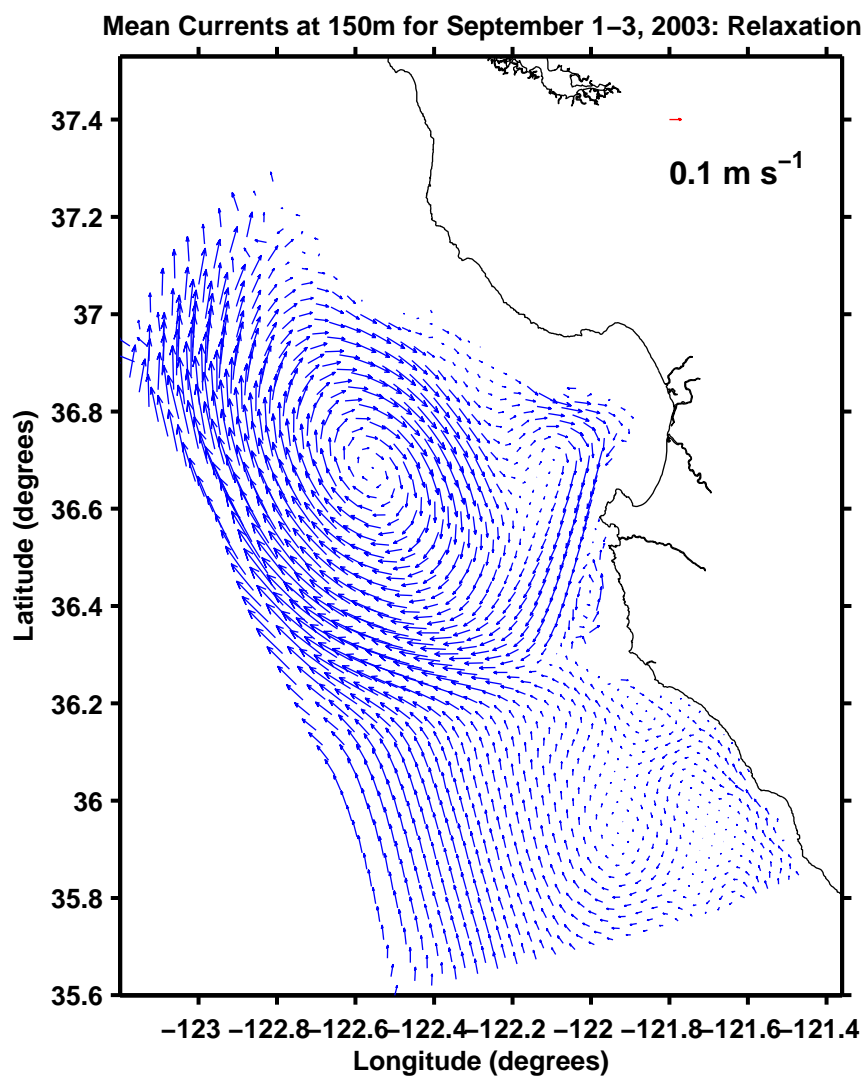 Mean Currents at 150m for September 1–3, 2003: Relaxation
37.4
0.1 m s⁻¹
37.2
37
36.8
36.6
36.4
36.2
36
35.8
35.6
Latitude (degrees)
−123 −122.8 −122.6 −122.4 −122.2 −122 −121.8 −121.6 −121.4
Longitude (degrees)